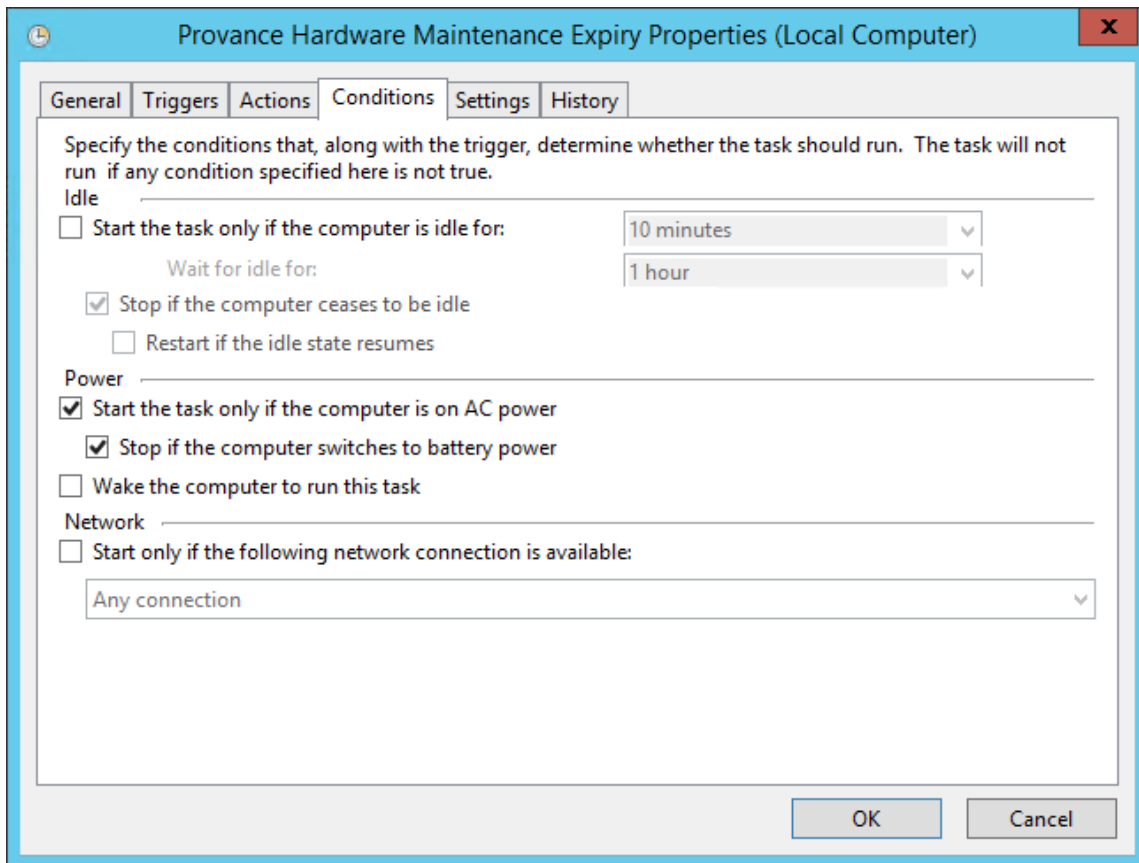 Provance Hardware Maintenance Expiry Properties (Local Computer)
x
General Triggers Actions Conditions Settings History
Specify the conditions that, along with the trigger, determine whether the task should run.  The task will not
run  if any condition specified here is not true.
Idle
Start the task only if the computer is idle for: 10 minutes
Wait for idle for: 1 hour
Stop if the computer ceases to be idle
Restart if the idle state resumes
Power
Start the task only if the computer is on AC power
Stop if the computer switches to battery power
Wake the computer to run this task
Network
Start only if the following network connection is available:
Any connection
OK Cancel